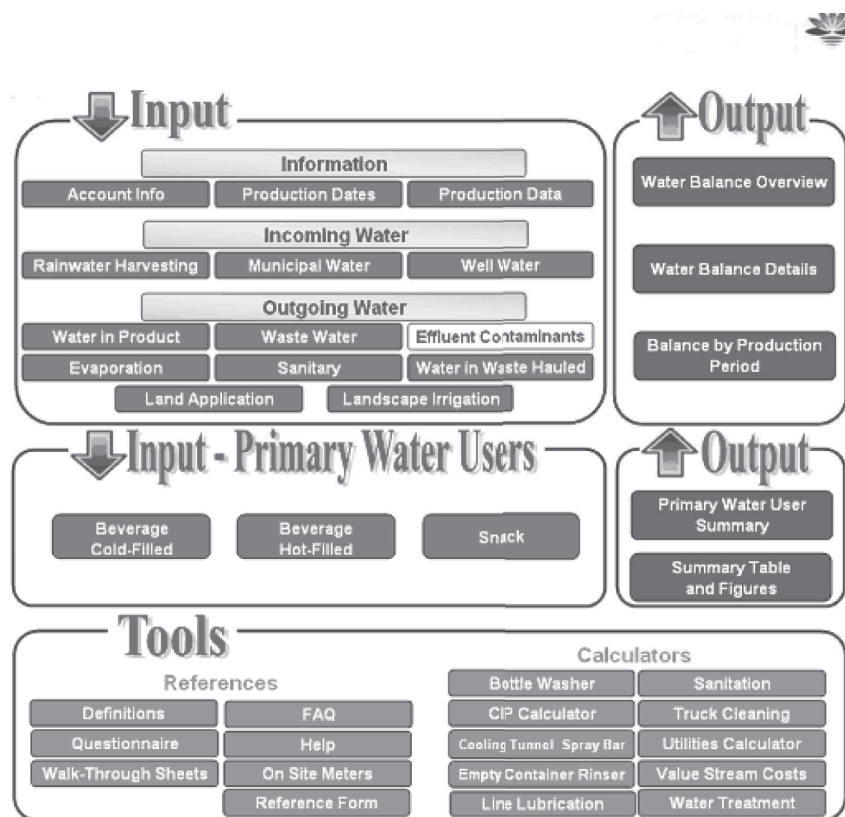 Input
Information
Account Info
Production Dates
Production Data
Incoming Water
Rainwater Harvesting
Municipal Water
Well Water
Outgoing Water
Water in Product
Waste Water
Effluent Contaminants
Evaporation
Sanitary
Water in Waste Hauled
Land Application
Landscape Irrigation
Output
Water Balance Overview
Water Balance Details
Balance by Production
Period
Input - Primary Water Users
Beverage
Cold-Filled
Beverage
Hot-Filled
Snack
Output
Primary Water User
Summary
Summary Table
and Figures
Tools
References
Definitions
FAQ
Questionnaire
Help
Walk-Through Sheets
On Site Meters
Reference Form
Calculators
Bottle Washer
Sanitation
CIP Calculator
Truck Cleaning
Cooling Tunnel Spray Bar
Utilities Calculator
Empty Container Rinser
Value Stream Costs
Line Lubrication
Water Treatment